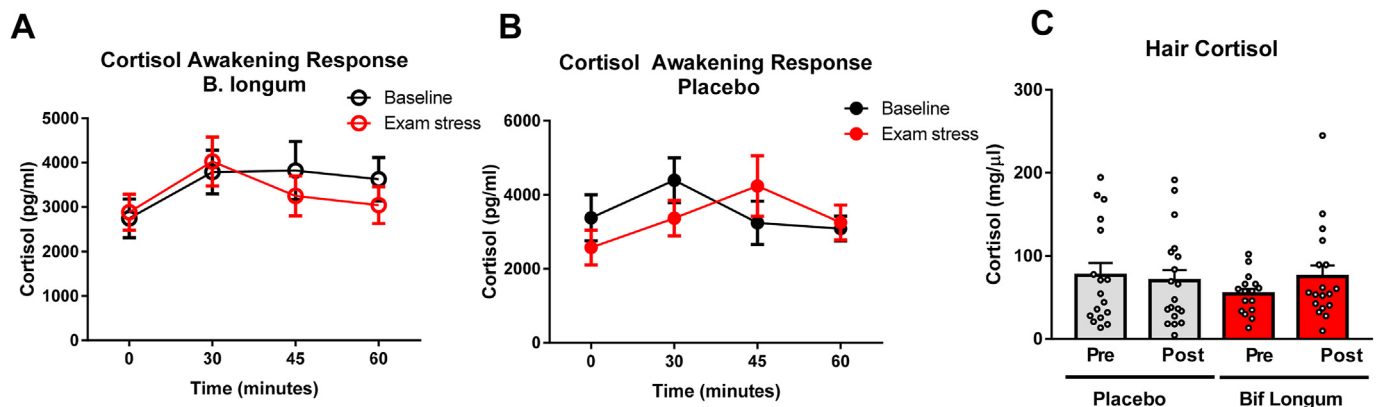 A
Cortisol Awakening Response
B. longum
Baseline
Exam stress
Cortisol (pg/ml)
5000
4000
3000
2000
1000
0
0 30 45 60
Time (minutes)
B
Cortisol Awakening Response
Placebo
Baseline
Exam stress
Cortisol (pg/ml)
6000
4000
2000
0
0 30 45 60
Time (minutes)
C
Hair Cortisol
Cortisol (mg/µl)
300
200
100
0
Pre Post Pre Post
Placebo Bif Longum